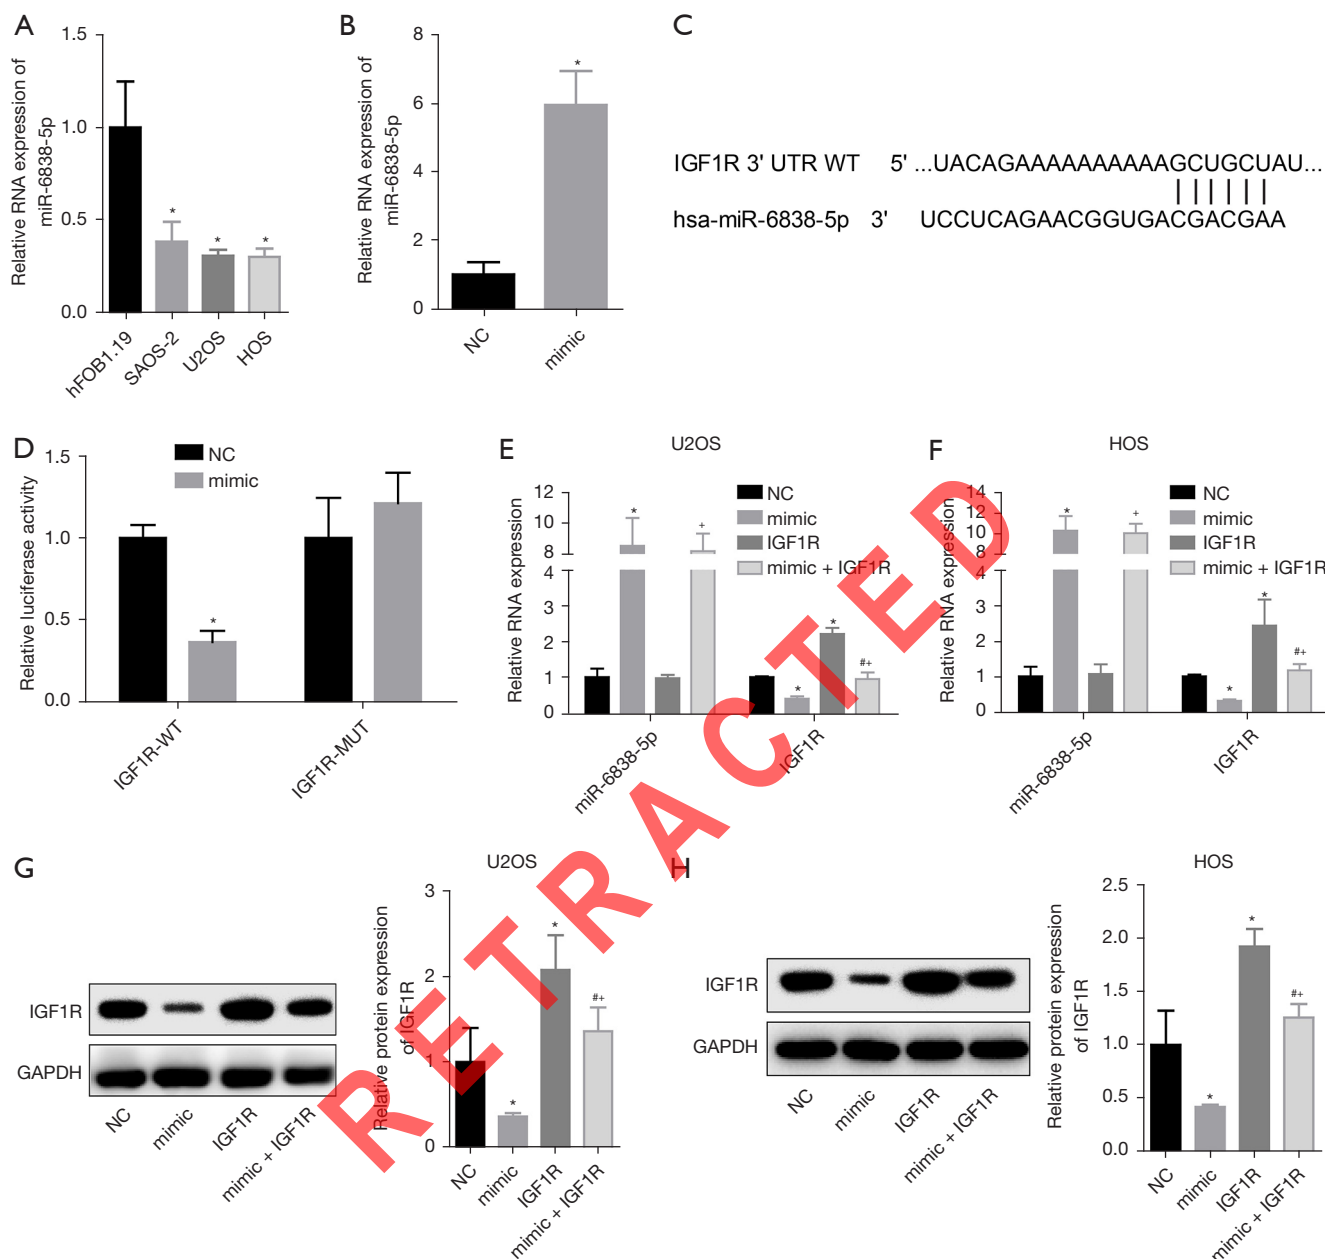 A
Relative RNA expression of
miR-6838-5p
1.5
1.0
0.5
0.0
*
*
*
hFOB1.19
SAOS-2
U2OS
HOS
B
Relative RNA expression of
miR-6838-5p
8
6
4
2
0
*
NC
mimic
C
IGF1R 3' UTR WT 5' ...UACAGAAAAAAAAAAGCUGCUAU...
hsa-miR-6838-5p 3' UCCUCAGAACGGUGACGACGAA
D
Relative luciferase activity
1.5
1.0
0.5
0.0
NC
mimic
*
IGF1R-WT
IGF1R-MUT
E
U2OS
Relative RNA expression
12
10
8
4
3
2
1
0
NC
mimic
IGF1R
mimic + IGF1R
*
+
*
*
#+
miR-6838-5p
IGF1R
F
HOS
Relative RNA expression
14
12
10
8
4
3
2
1
0
NC
mimic
IGF1R
mimic + IGF1R
*
+
*
*
#+
miR-6838-5p
IGF1R
G
IGF1R
GAPDH
NC
mimic
IGF1R
mimic + IGF1R
U2OS
Relative protein expression
of IGF1R
3
2
1
0
*
*
#+
NC
mimic
IGF1R
mimic + IGF1R
H
IGF1R
GAPDH
NC
mimic
IGF1R
mimic + IGF1R
HOS
Relative protein expression
of IGF1R
2.5
2.0
1.5
1.0
0.5
0.0
*
*
#+
NC
mimic
IGF1R
mimic + IGF1R
RETRACTED